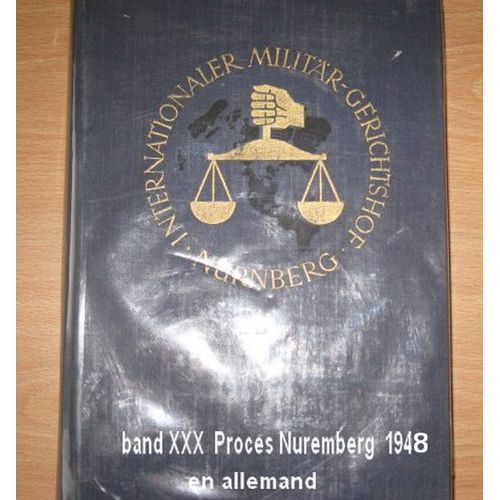 · INTERNATIONALER MILITÄR-GERICHTSHOF ·
NÜRNBERG
band XXX Proces Nuremberg 1948
en allemand